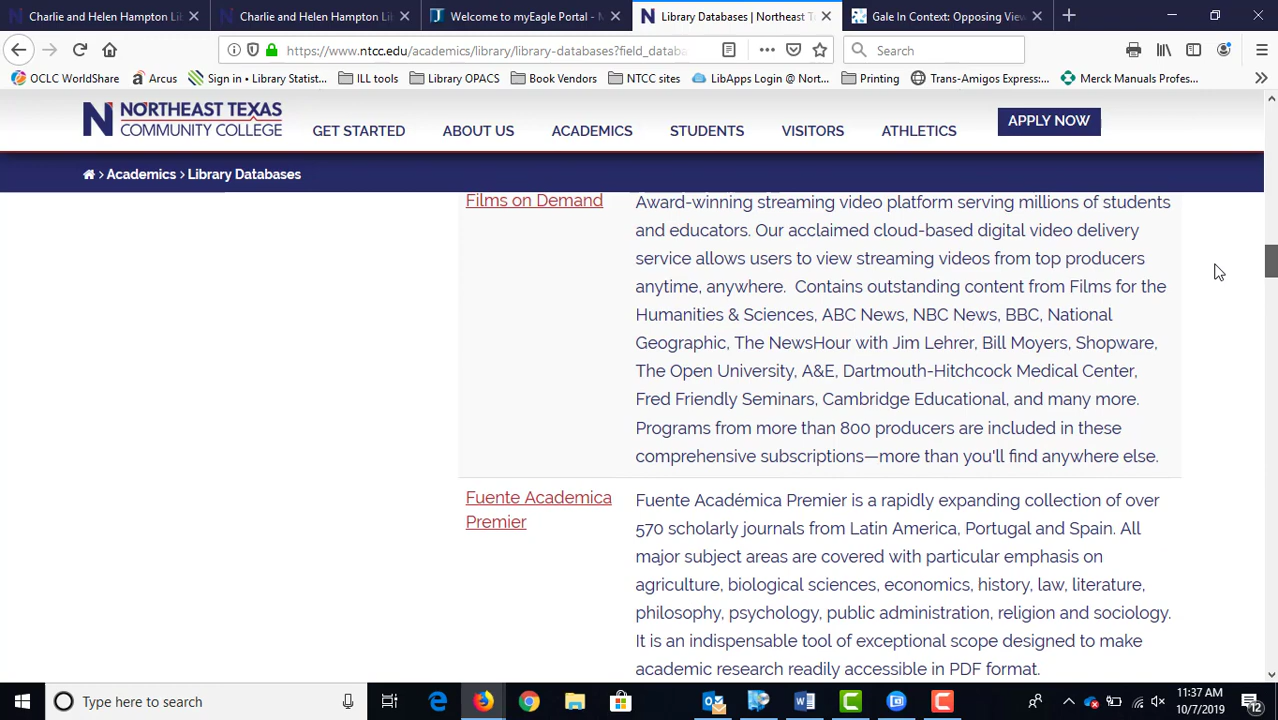 Charlie and Helen Hampton Li
Charlie and Helen Hampton Li
Welcome to myEagle Portal - M
Library Databases | Northeast T
Gale In Context: Opposing View
https://www.ntcc.edu/academics/library/library-databases?field_databa
Search
OCLC WorldShare
Arcus
Sign in • Library Statist...
ILL tools
Library OPACS
Book Vendors
NTCC sites
LibApps Login @ North...
Printing
Trans-Amigos Express:...
Merck Manuals Profes...
NORTHEAST TEXAS
COMMUNITY COLLEGE
GET STARTED
ABOUT US
ACADEMICS
STUDENTS
VISITORS
ATHLETICS
APPLY NOW
Academics > Library Databases
Films on Demand
Award-winning streaming video platform serving millions of students
and educators. Our acclaimed cloud-based digital video delivery
service allows users to view streaming videos from top producers
anytime, anywhere. Contains outstanding content from Films for the
Humanities & Sciences, ABC News, NBC News, BBC, National
Geographic, The NewsHour with Jim Lehrer, Bill Moyers, Shopware,
The Open University, A&E, Dartmouth-Hitchcock Medical Center,
Fred Friendly Seminars, Cambridge Educational, and many more.
Programs from more than 800 producers are included in these
comprehensive subscriptions—more than you'll find anywhere else.
Fuente Academica
Premier
Fuente Académica Premier is a rapidly expanding collection of over
570 scholarly journals from Latin America, Portugal and Spain. All
major subject areas are covered with particular emphasis on
agriculture, biological sciences, economics, history, law, literature,
philosophy, psychology, public administration, religion and sociology.
It is an indispensable tool of exceptional scope designed to make
academic research readily accessible in PDF format.
Type here to search
11:37 AM
10/7/2019
12